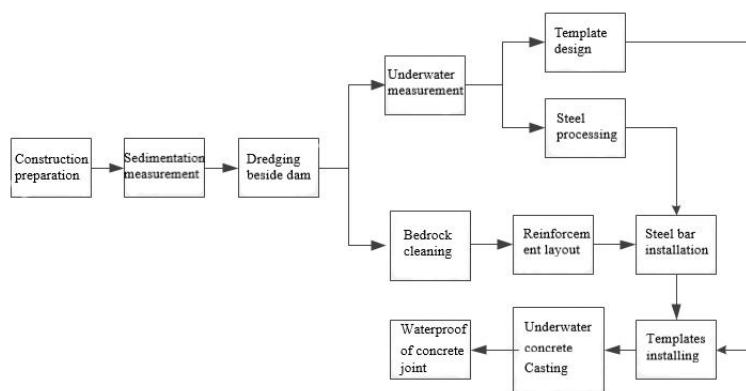 Construction
preparation
Sedimentation
measurement
Dredging
beside dam
Underwater
measurement
Template
design
Steel
processing
Bedrock
cleaning
Reinforcem
ent layout
Steel bar
installation
Templates
installing
Underwater
concrete
Casting
Waterproof
of concrete
joint